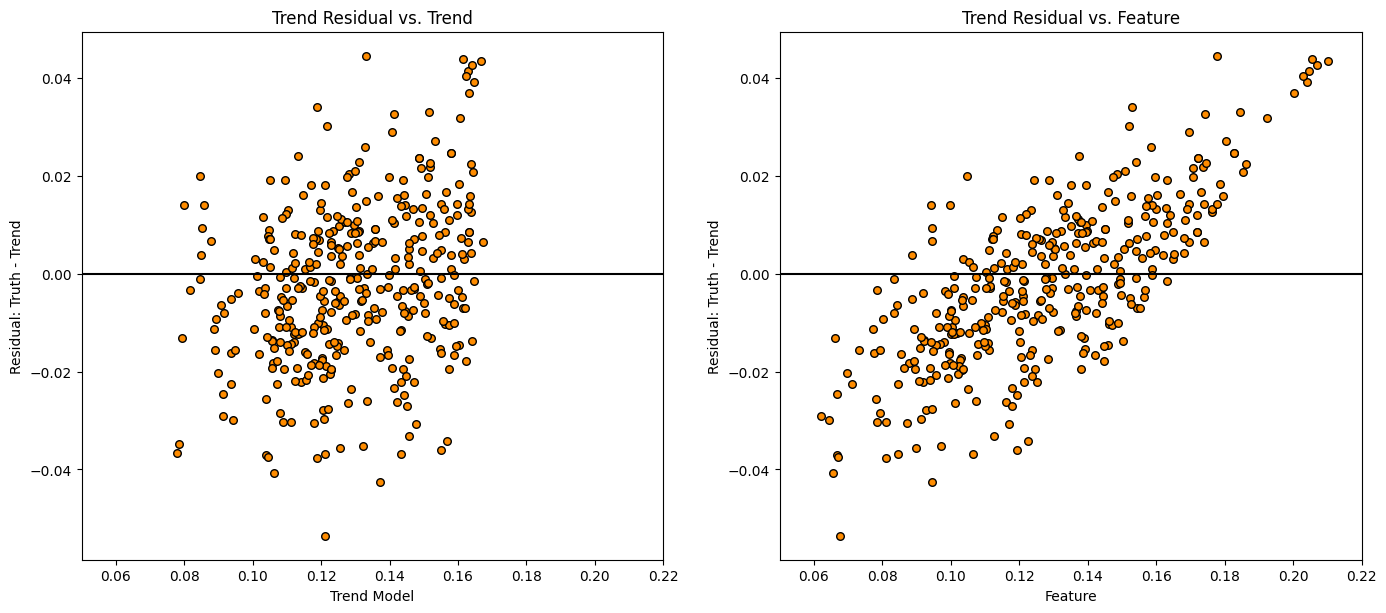 Trend Residual vs. Trend
Residual: Truth - Trend
0.04
0.02
0.00
−0.02
−0.04
0.06 0.08 0.10 0.12 0.14 0.16 0.18 0.20 0.22
Trend Model
Trend Residual vs. Feature
Residual: Truth - Trend
0.04
0.02
0.00
−0.02
−0.04
0.06 0.08 0.10 0.12 0.14 0.16 0.18 0.20 0.22
Feature